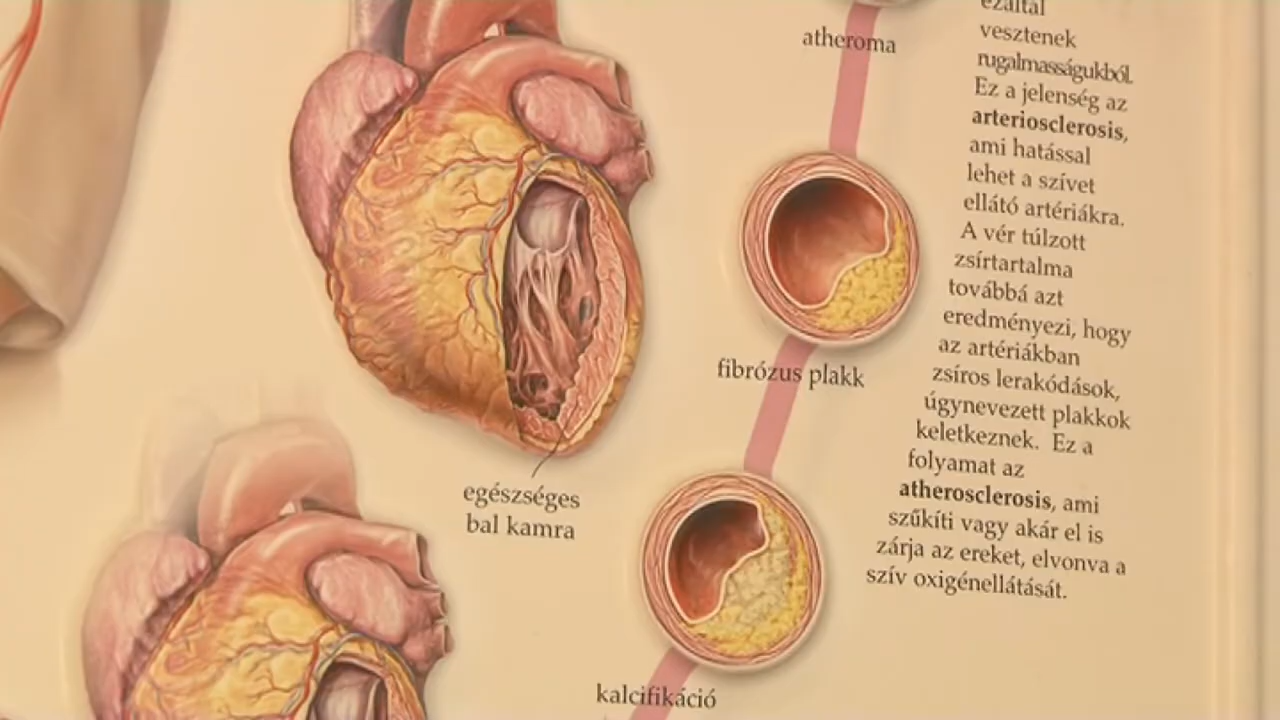 atheroma
fibrózus plakk
egészséges
bal kamra
kalcifikáció
ezáltal
vesztenek
rugalmasságukból.
Ez a jelenség az
arteriosclerosis,
ami hatással
lehet a szívet
ellátó artériákra.
A vér túlzott
zsírtartalma
továbbá azt
eredményezi, hogy
az artériákban
zsíros lerakódások,
úgynevezett plakkok
keletkeznek. Ez a
folyamat az
atherosclerosis, ami
szűkíti vagy akár el is
zárja az ereket, elvonva a
szív oxigénellátását.